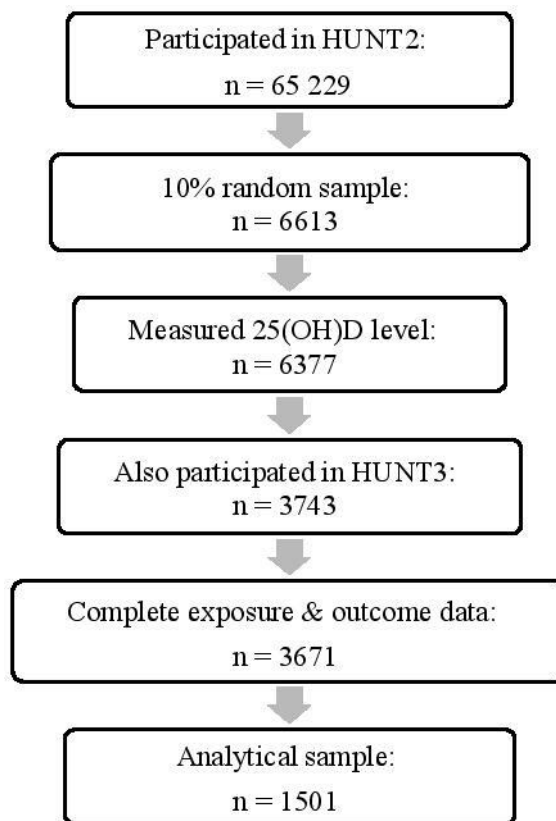 Participated in HUNT2:
n = 65 229
10% random sample:
n = 6613
Measured 25(OH)D level:
n = 6377
Also participated in HUNT3:
n = 3743
Complete exposure & outcome data:
n = 3671
Analytical sample:
n = 1501